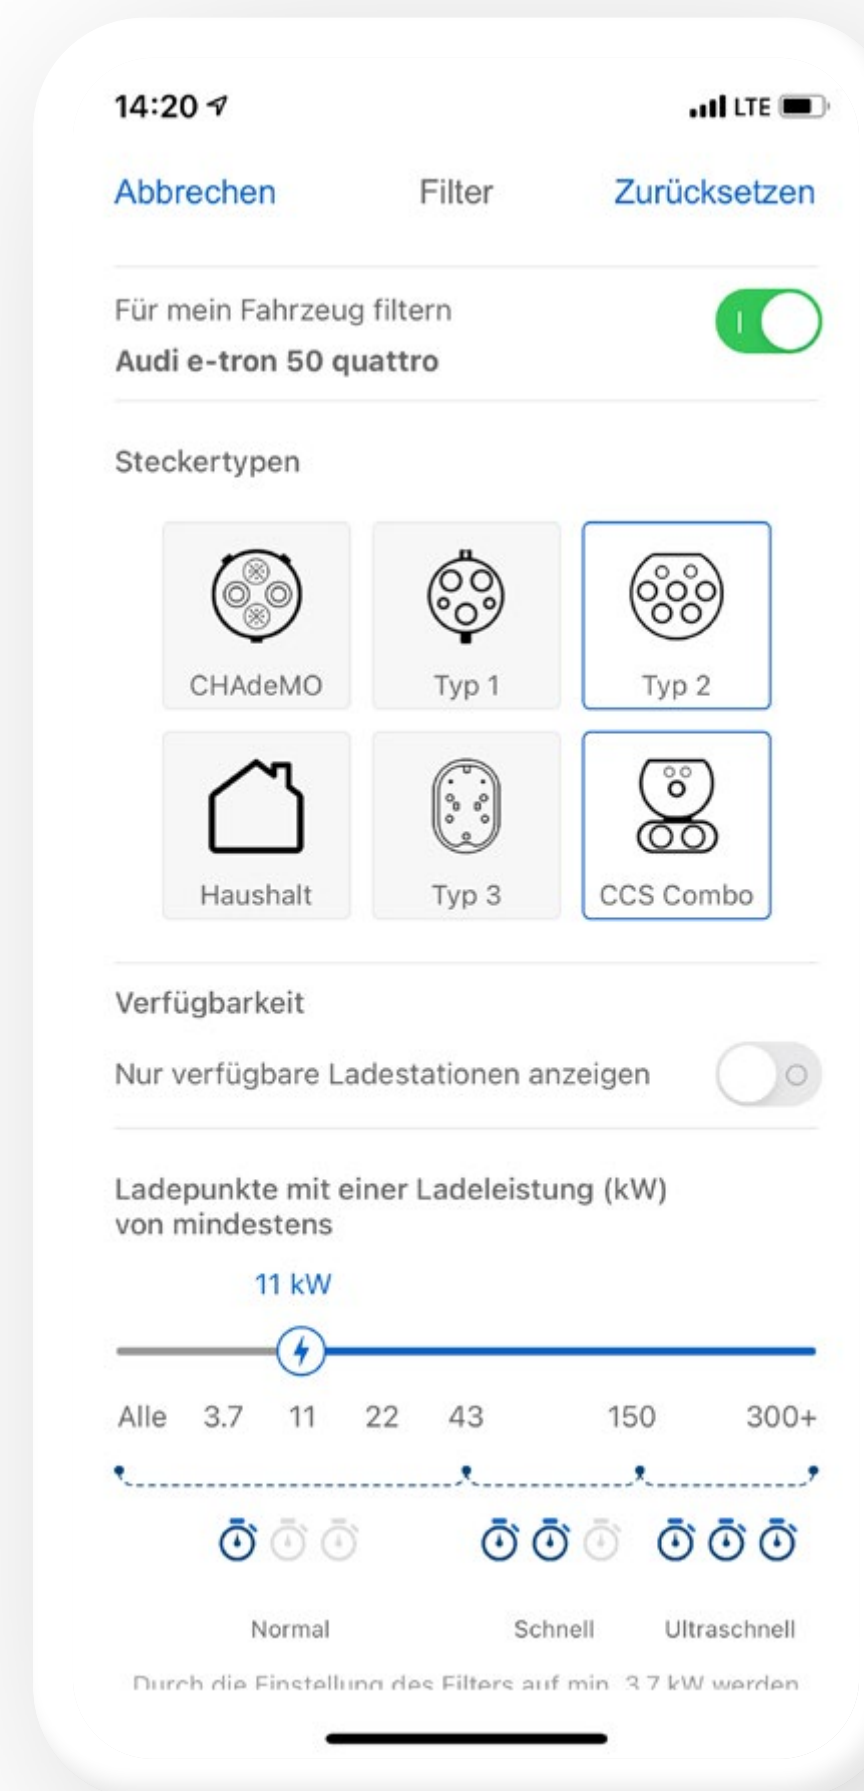 14:20 LTE
Abbrechen Filter Zurücksetzen
Für mein Fahrzeug filtern
Audi e-tron 50 quattro
Steckertypen
CHAdeMO Typ 1 Typ 2
Haushalt Typ 3 CCS Combo
Verfügbarkeit
Nur verfügbare Ladestationen anzeigen
Ladepunkte mit einer Ladeleistung (kW)
von mindestens
11 kW
Alle 3.7 11 22 43 150 300+
Normal Schnell Ultraschnell
Durch die Einstellung des Filters auf min. 3.7 kW werden